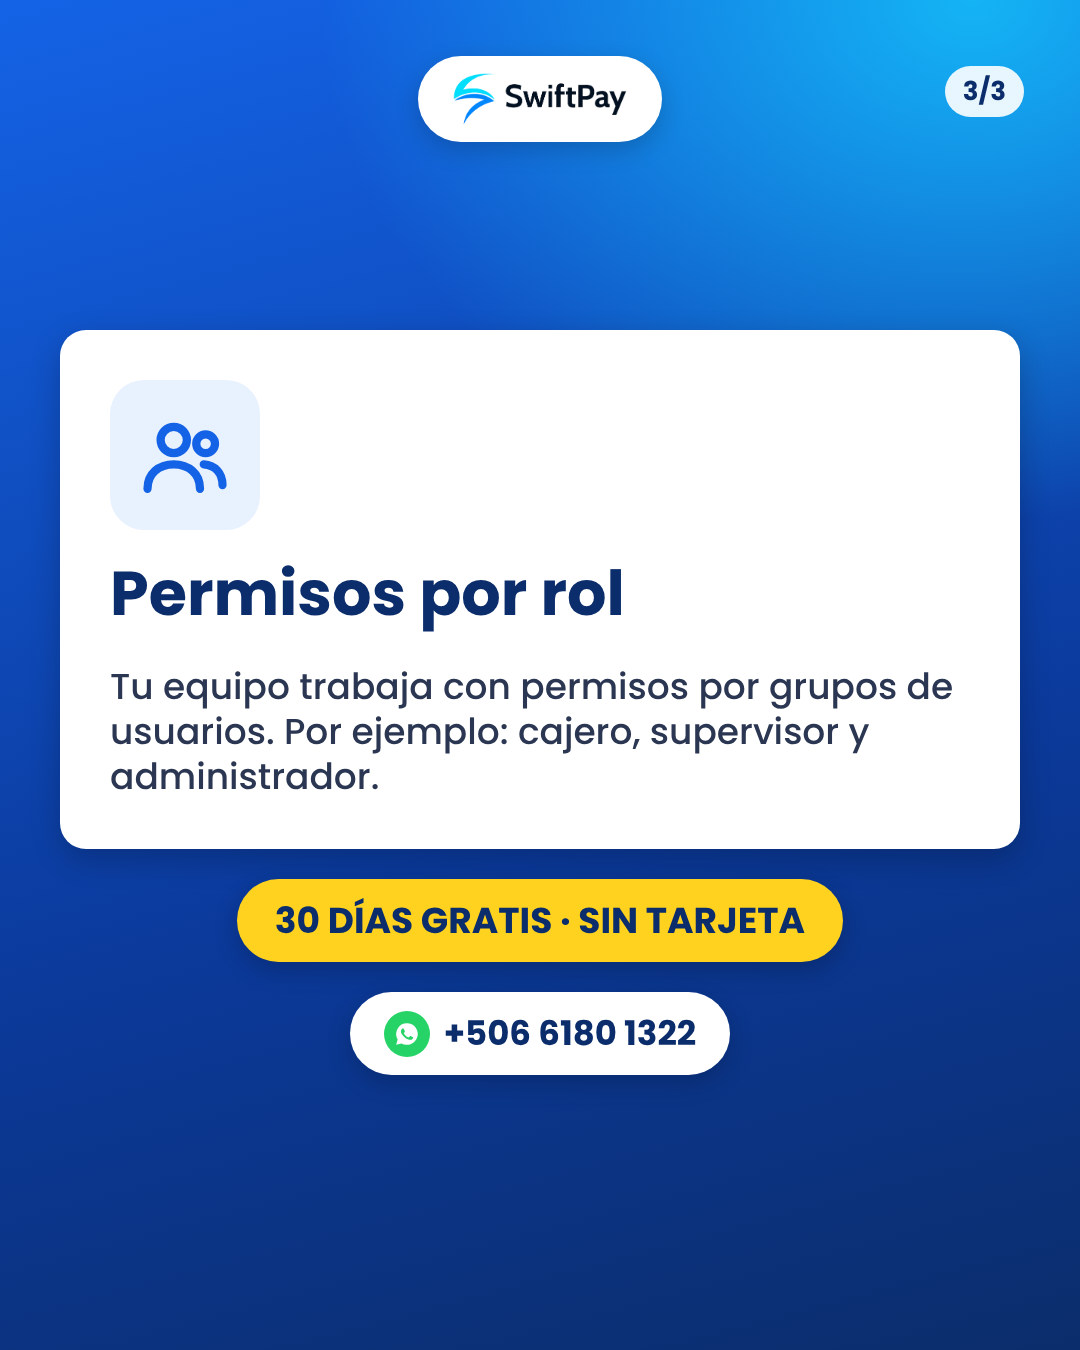 SwiftPay
3/3
Permisos por rol
Tu equipo trabaja con permisos por grupos de
usuarios. Por ejemplo: cajero, supervisor y
administrador.
30 DÍAS GRATIS · SIN TARJETA
+506 6180 1322